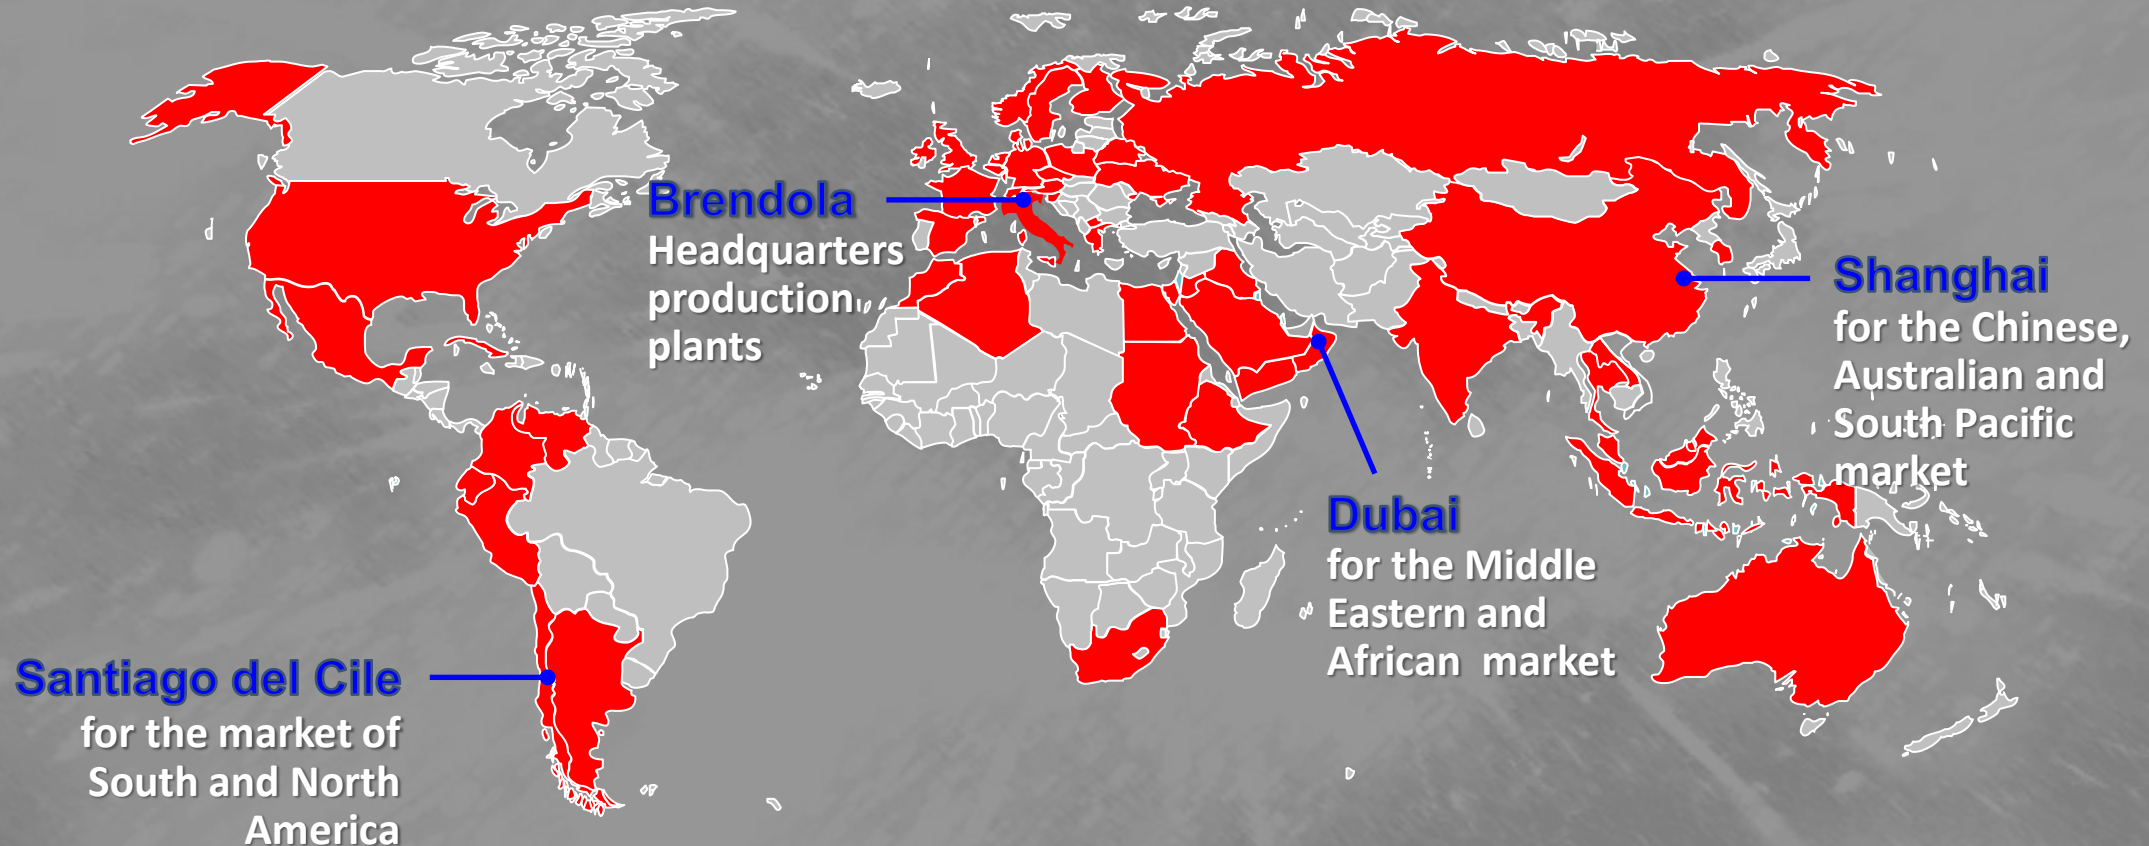 Brendola
Headquarters
production
plants
Shanghai
for the Chinese,
Australian and
South Pacific
market
Dubai
for the Middle
Eastern and
African  market
Santiago del Cile
for the market of
South and North
America